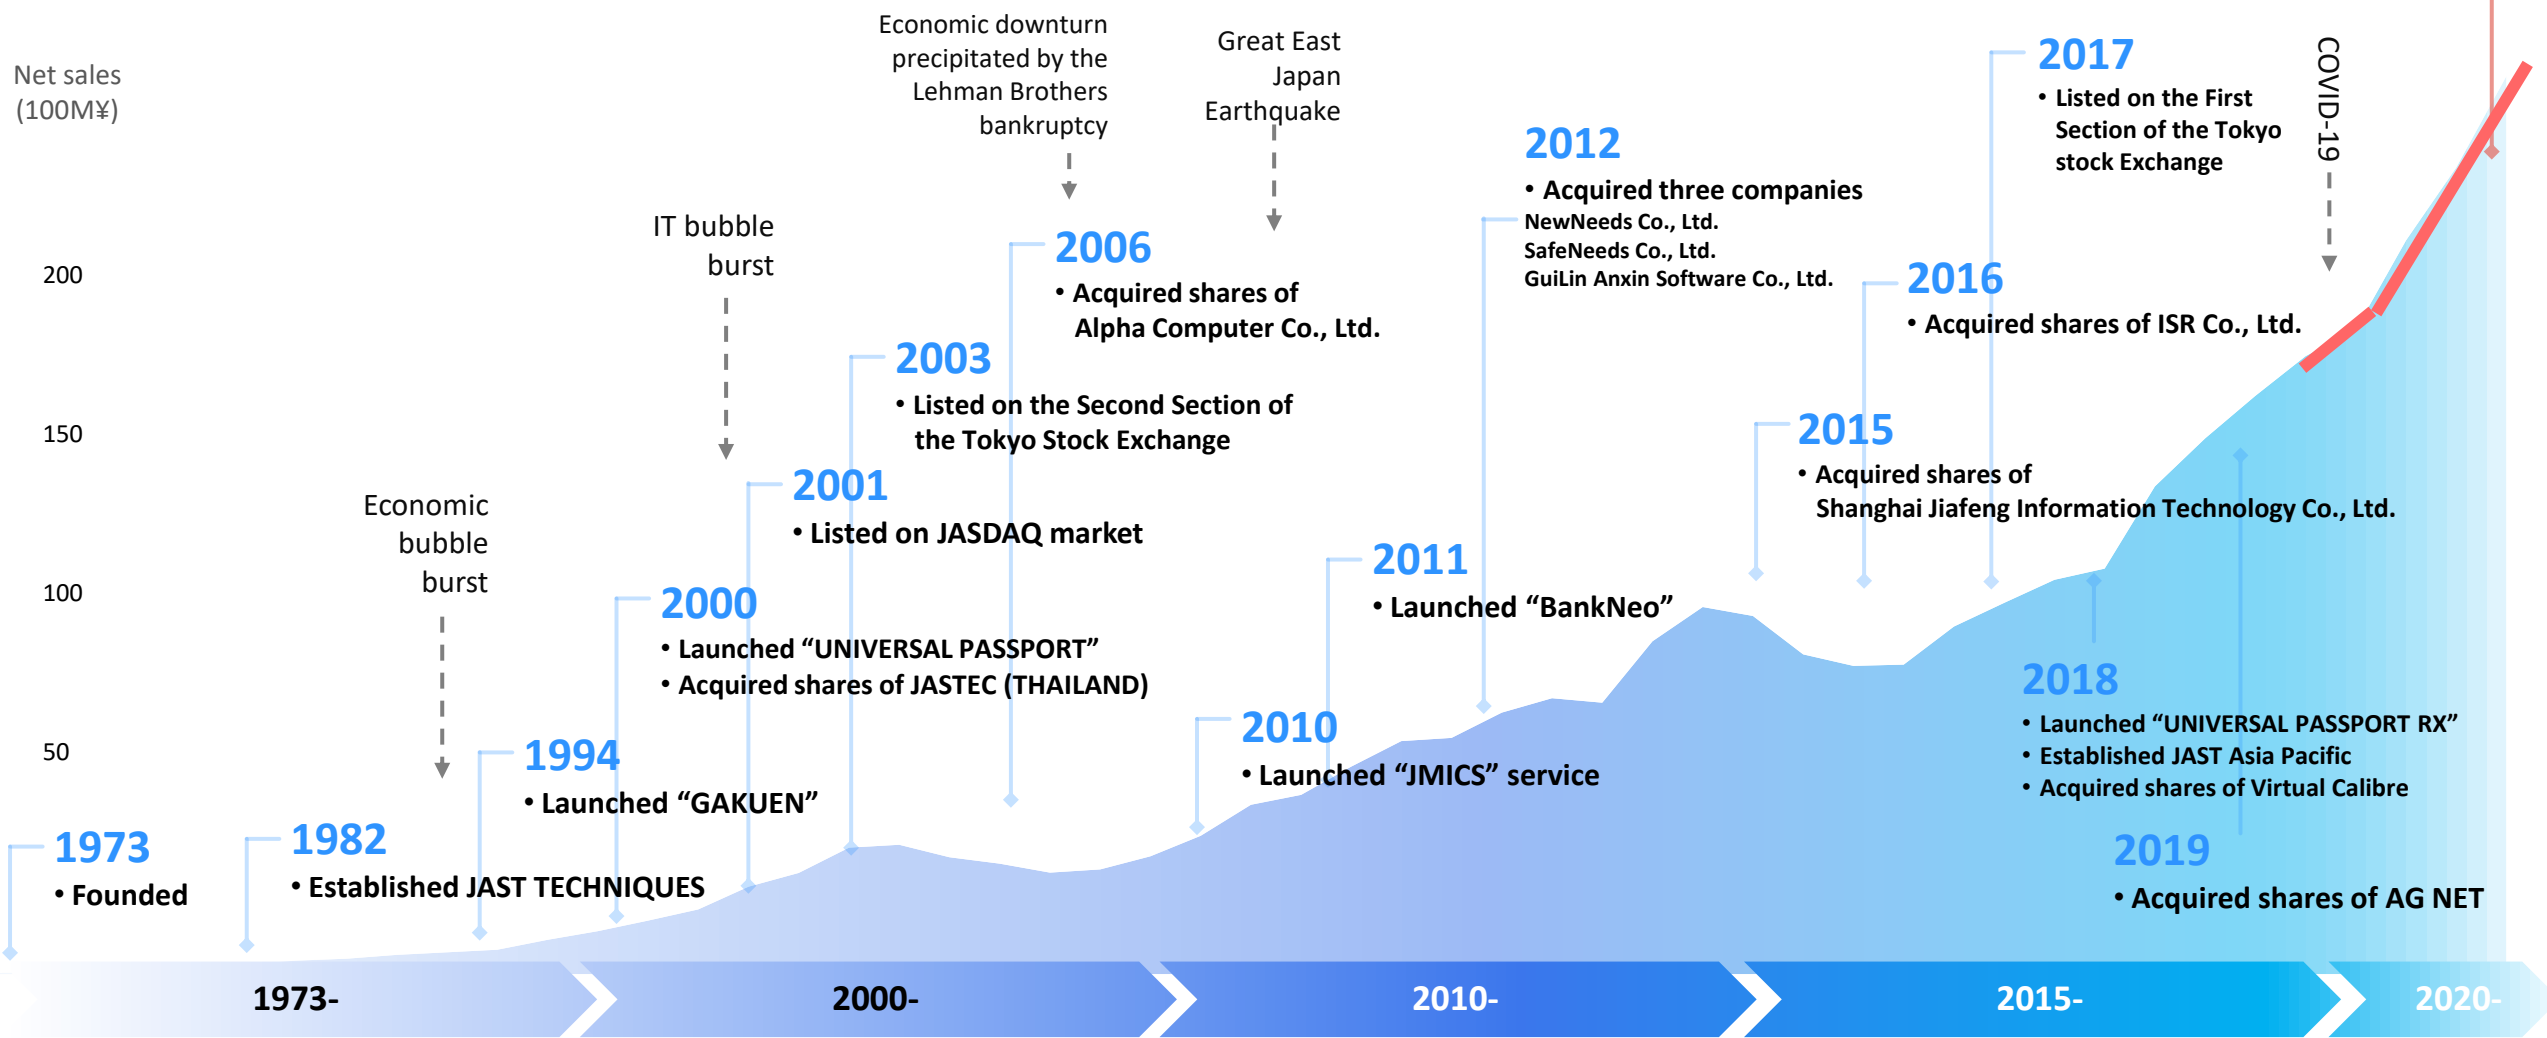 Net sales
(100M¥)
200
150
100
50
1973
• Founded
1982
• Established JAST TECHNIQUES
Economic
bubble
burst
1994
• Launched “GAKUEN”
2000
• Launched “UNIVERSAL PASSPORT”
• Acquired shares of JASTEC (THAILAND)
IT bubble
burst
2001
• Listed on JASDAQ market
2003
• Listed on the Second Section of
the Tokyo Stock Exchange
Economic downturn
precipitated by the
Lehman Brothers
bankruptcy
2006
• Acquired shares of
Alpha Computer Co., Ltd.
Great East
Japan
Earthquake
2010
• Launched “JMICS” service
2011
• Launched “BankNeo”
2012
• Acquired three companies
NewNeeds Co., Ltd.
SafeNeeds Co., Ltd.
GuiLin Anxin Software Co., Ltd.
2015
• Acquired shares of
Shanghai Jiafeng Information Technology Co., Ltd.
2016
• Acquired shares of ISR Co., Ltd.
2017
• Listed on the First
Section of the Tokyo
stock Exchange
COVID-19
2018
• Launched “UNIVERSAL PASSPORT RX”
• Established JAST Asia Pacific
• Acquired shares of Virtual Calibre
2019
• Acquired shares of AG NET
1973-
2000-
2010-
2015-
2020-